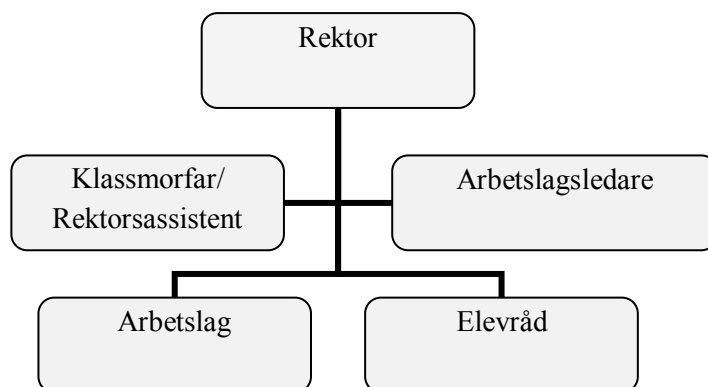 Rektor
Klassmorfar/
Rektorsassistent
Arbetslagsledare
Arbetslag
Elevråd